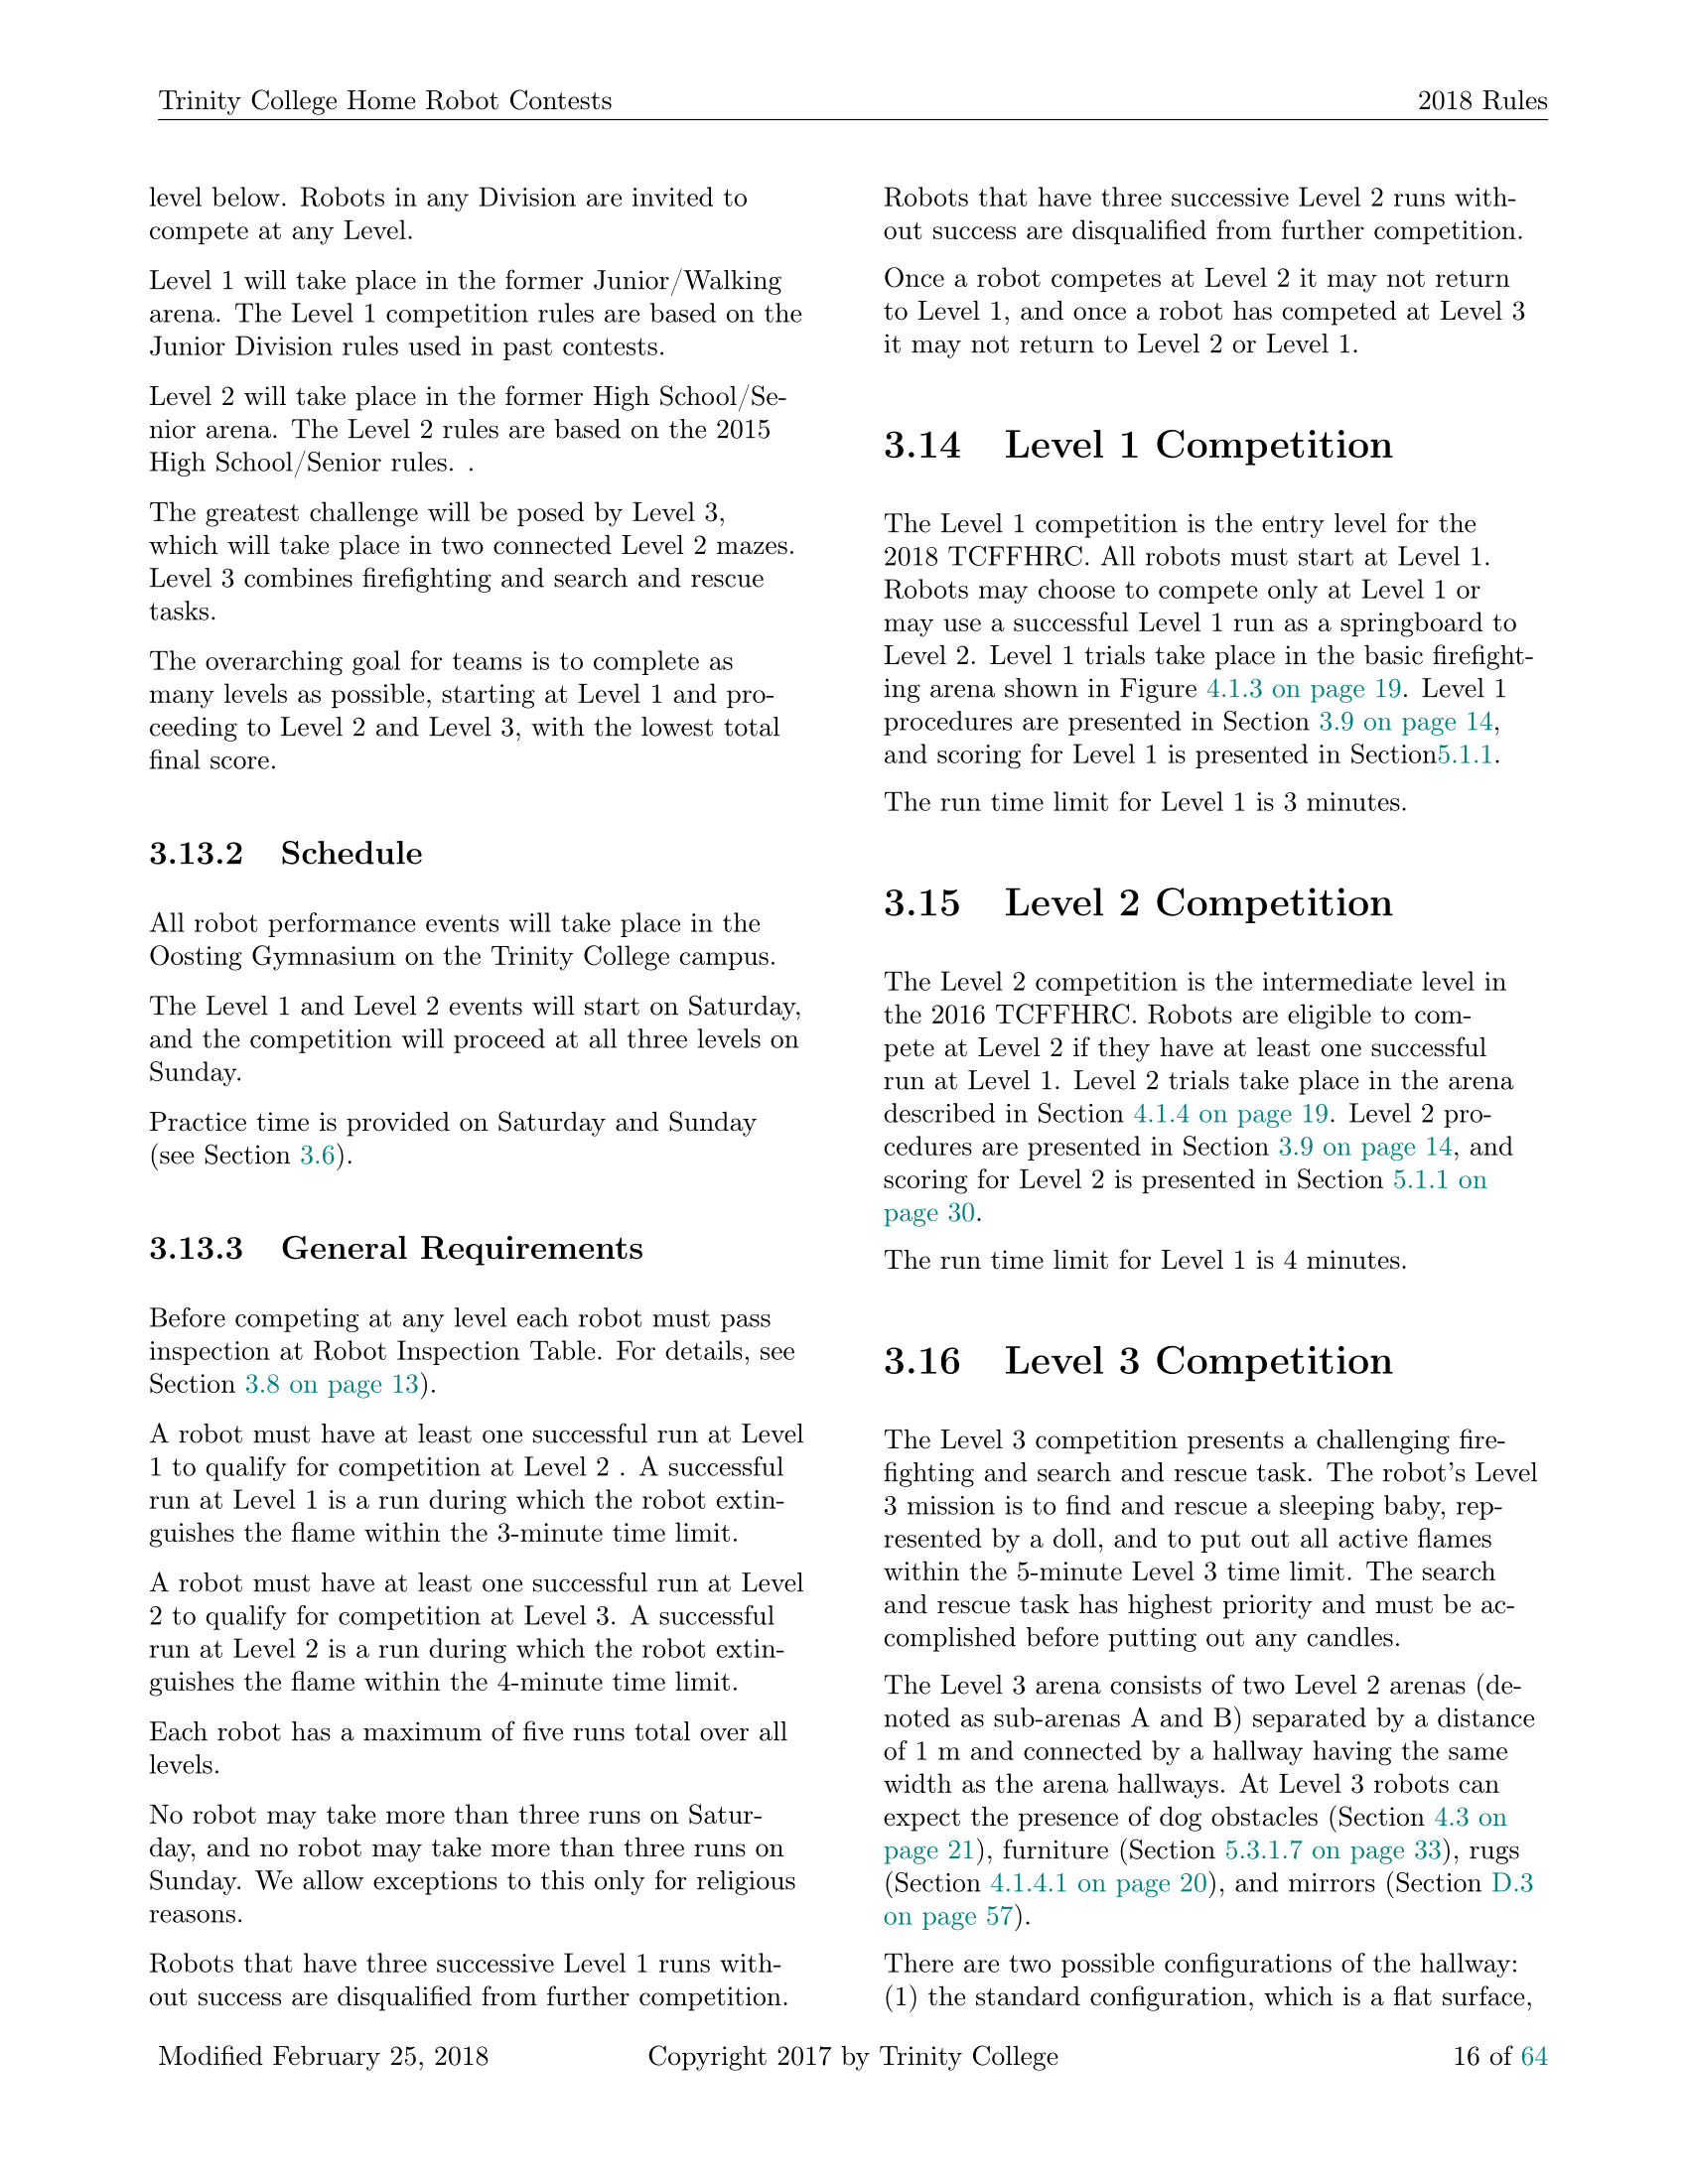 Trinity College Home Robot Contests 2018 Rules
level below. Robots in any Division are invited to
compete at any Level.
Level 1 will take place in the former Junior/Walking
arena. The Level 1 competition rules are based on the
Junior Division rules used in past contests.
Level 2 will take place in the former High School/Se-
nior arena. The Level 2 rules are based on the 2015
High School/Senior rules. .
The greatest challenge will be posed by Level 3,
which will take place in two connected Level 2 mazes.
Level 3 combines firefighting and search and rescue
tasks.
The overarching goal for teams is to complete as
many levels as possible, starting at Level 1 and pro-
ceeding to Level 2 and Level 3, with the lowest total
final score.
3.13.2 Schedule
All robot performance events will take place in the
Oosting Gymnasium on the Trinity College campus.
The Level 1 and Level 2 events will start on Saturday,
and the competition will proceed at all three levels on
Sunday.
Practice time is provided on Saturday and Sunday
(see Section 3.6).
3.13.3 General Requirements
Before competing at any level each robot must pass
inspection at Robot Inspection Table. For details, see
Section 3.8 on page 13).
A robot must have at least one successful run at Level
1 to qualify for competition at Level 2 . A successful
run at Level 1 is a run during which the robot extin-
guishes the flame within the 3-minute time limit.
A robot must have at least one successful run at Level
2 to qualify for competition at Level 3. A successful
run at Level 2 is a run during which the robot extin-
guishes the flame within the 4-minute time limit.
Each robot has a maximum of five runs total over all
levels.
No robot may take more than three runs on Satur-
day, and no robot may take more than three runs on
Sunday. We allow exceptions to this only for religious
reasons.
Robots that have three successive Level 1 runs with-
out success are disqualified from further competition.
Robots that have three successive Level 2 runs with-
out success are disqualified from further competition.
Once a robot competes at Level 2 it may not return
to Level 1, and once a robot has competed at Level 3
it may not return to Level 2 or Level 1.
3.14 Level 1 Competition
The Level 1 competition is the entry level for the
2018 TCFFHRC. All robots must start at Level 1.
Robots may choose to compete only at Level 1 or
may use a successful Level 1 run as a springboard to
Level 2. Level 1 trials take place in the basic firefight-
ing arena shown in Figure 4.1.3 on page 19. Level 1
procedures are presented in Section 3.9 on page 14,
and scoring for Level 1 is presented in Section5.1.1.
The run time limit for Level 1 is 3 minutes.
3.15 Level 2 Competition
The Level 2 competition is the intermediate level in
the 2016 TCFFHRC. Robots are eligible to com-
pete at Level 2 if they have at least one successful
run at Level 1. Level 2 trials take place in the arena
described in Section 4.1.4 on page 19. Level 2 pro-
cedures are presented in Section 3.9 on page 14, and
scoring for Level 2 is presented in Section 5.1.1 on
page 30.
The run time limit for Level 1 is 4 minutes.
3.16 Level 3 Competition
The Level 3 competition presents a challenging fire-
fighting and search and rescue task. The robot's Level
3 mission is to find and rescue a sleeping baby, rep-
resented by a doll, and to put out all active flames
within the 5-minute Level 3 time limit. The search
and rescue task has highest priority and must be ac-
complished before putting out any candles.
The Level 3 arena consists of two Level 2 arenas (de-
noted as sub-arenas A and B) separated by a distance
of 1 m and connected by a hallway having the same
width as the arena hallways. At Level 3 robots can
expect the presence of dog obstacles (Section 4.3 on
page 21), furniture (Section 5.3.1.7 on page 33), rugs
(Section 4.1.4.1 on page 20), and mirrors (Section D.3
on page 57).
There are two possible configurations of the hallway:
(1) the standard configuration, which is a flat surface,
Modified February 25, 2018 Copyright 2017 by Trinity College 16 of 64